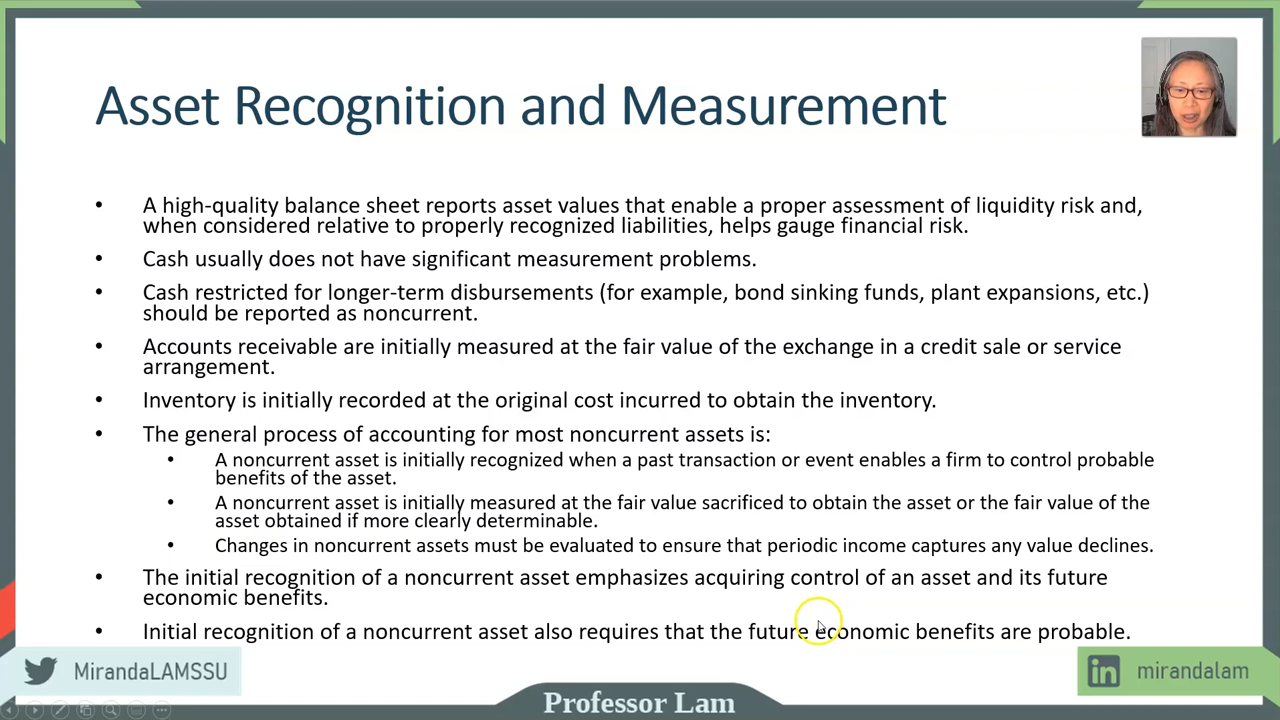 Asset Recognition and Measurement
• A high-quality balance sheet reports asset values that enable a proper assessment of liquidity risk and,
when considered relative to properly recognized liabilities, helps gauge financial risk.
• Cash usually does not have significant measurement problems.
• Cash restricted for longer-term disbursements (for example, bond sinking funds, plant expansions, etc.)
should be reported as noncurrent.
• Accounts receivable are initially measured at the fair value of the exchange in a credit sale or service
arrangement.
• Inventory is initially recorded at the original cost incurred to obtain the inventory.
• The general process of accounting for most noncurrent assets is:
• A noncurrent asset is initially recognized when a past transaction or event enables a firm to control probable
benefits of the asset.
• A noncurrent asset is initially measured at the fair value sacrificed to obtain the asset or the fair value of the
asset obtained if more clearly determinable.
• Changes in noncurrent assets must be evaluated to ensure that periodic income captures any value declines.
• The initial recognition of a noncurrent asset emphasizes acquiring control of an asset and its future
economic benefits.
• Initial recognition of a noncurrent asset also requires that the future economic benefits are probable.
MirandaLAMSSU
in mirandalam
Professor Lam